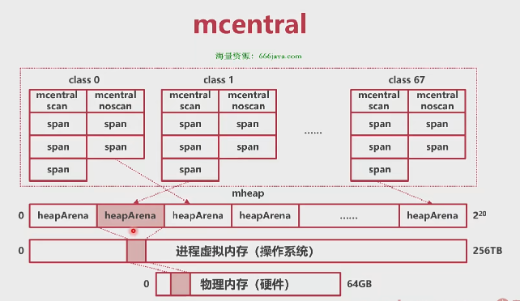 mcentral
海量资源：666java.com
class 0 class 1 class 67
mcentral scan mcentral noscan mcentral scan mcentral noscan mcentral scan mcentral noscan
span span span span span span
span span span span …… span span
span span span
mheap
0 heapArena heapArena heapArena heapArena …… heapArena 2²⁰
0 进程虚拟内存（操作系统） 256TB
0 物理内存（硬件） 64GB